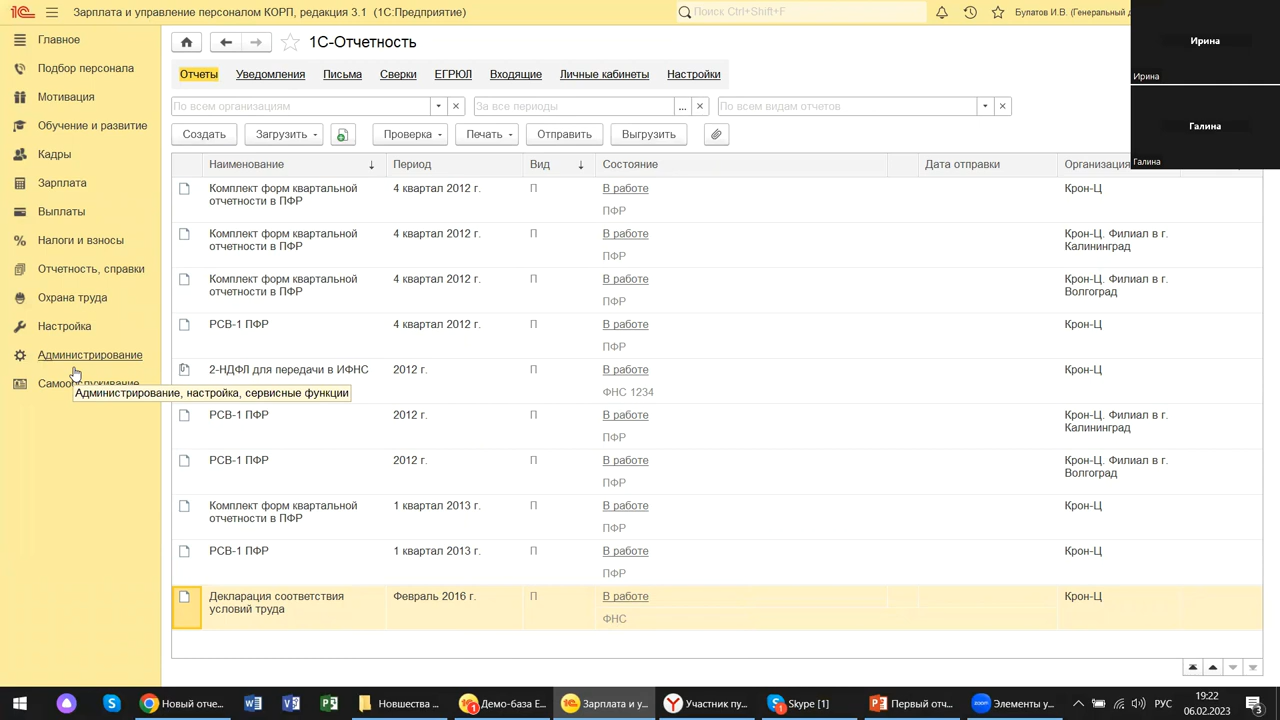 Зарплата и управление персоналом КОРП, редакция 3.1 (1С:Предприятие)
Поиск Ctrl+Shift+F
Булатов И.В. (Генеральный д
Ирина
Ирина
Галина
Галина
Главное
Подбор персонала
Мотивация
Обучение и развитие
Кадры
Зарплата
Выплаты
Налоги и взносы
Отчетность, справки
Охрана труда
Настройка
Администрирование
Самообслуживание
Администрирование, настройка, сервисные функции
1С-Отчетность
Отчеты Уведомления Письма Сверки ЕГРЮЛ Входящие Личные кабинеты Настройки
По всем организациям За все периоды ... По всем видам отчетов
Создать Загрузить Проверка Печать Отправить Выгрузить
Наименование Период Вид Состояние Дата отправки Организация
Комплект форм квартальной 4 квартал 2012 г. П В работе Крон-Ц
отчетности в ПФР ПФР
Комплект форм квартальной 4 квартал 2012 г. П В работе Крон-Ц. Филиал в г.
отчетности в ПФР ПФР Калининград
Комплект форм квартальной 4 квартал 2012 г. П В работе Крон-Ц. Филиал в г.
отчетности в ПФР ПФР Волгоград
РСВ-1 ПФР 4 квартал 2012 г. П В работе Крон-Ц
ПФР
2-НДФЛ для передачи в ИФНС 2012 г. П В работе Крон-Ц
ФНС 1234
РСВ-1 ПФР 2012 г. П В работе Крон-Ц. Филиал в г.
ПФР Калининград
РСВ-1 ПФР 2012 г. П В работе Крон-Ц. Филиал в г.
ПФР Волгоград
Комплект форм квартальной 1 квартал 2013 г. П В работе Крон-Ц
отчетности в ПФР ПФР
РСВ-1 ПФР 1 квартал 2013 г. П В работе Крон-Ц
ПФР
Декларация соответствия Февраль 2016 г. П В работе Крон-Ц
условий труда ФНС
Новый отче... Новшества ... Демо-база E... Зарплата и у... Участник пу... Skype [1] Первый отч... Элементы у... РУС
19:22
06.02.2023
3